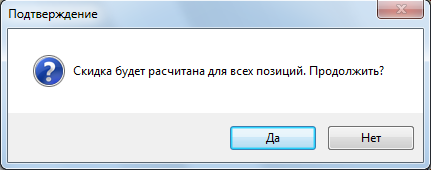 Подтверждение
Скидка будет расчитана для всех позиций. Продолжить?
Да
Нет